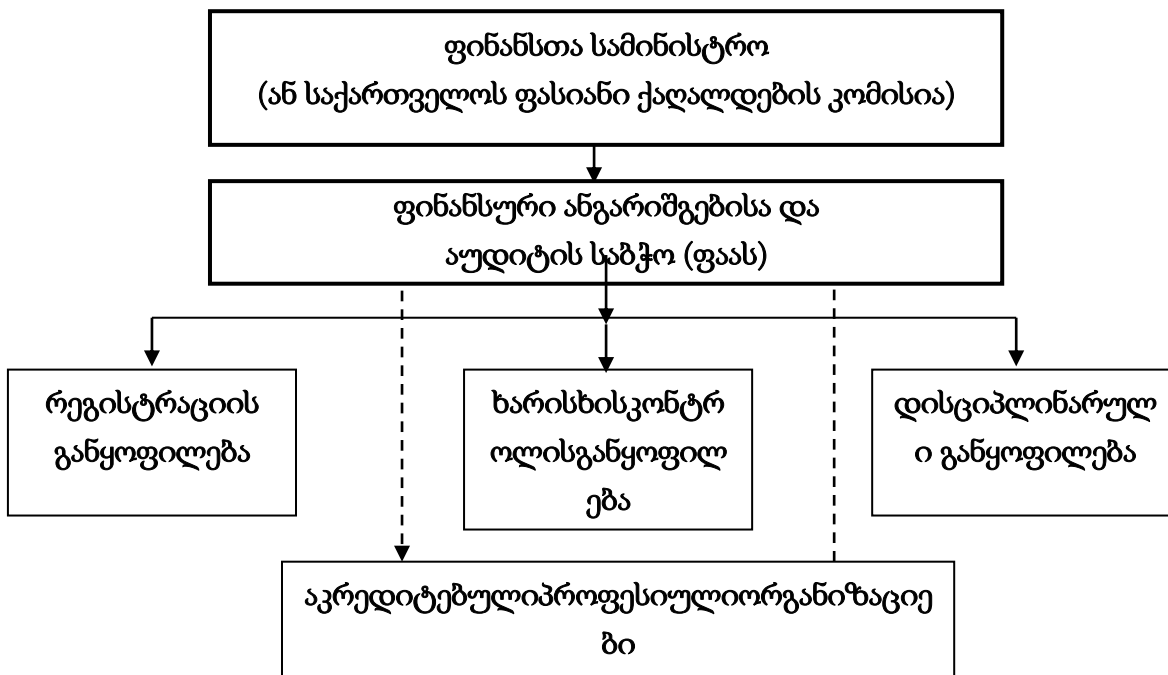 ფინანსთა სამინისტრო
(ან საქართველოს ფასიანი ქაღალდების კომისია)
ფინანსური ანგარიშგებისა და
აუდიტის საბჭო (ფაას)
რეგისტრაციის
განყოფილება
ხარისხისკონტრ
ოლისგანყოფილ
ება
დისციპლინარულ
ი განყოფილება
აკრედიტებულიპროფესიულიორგანიზაციე
ბი